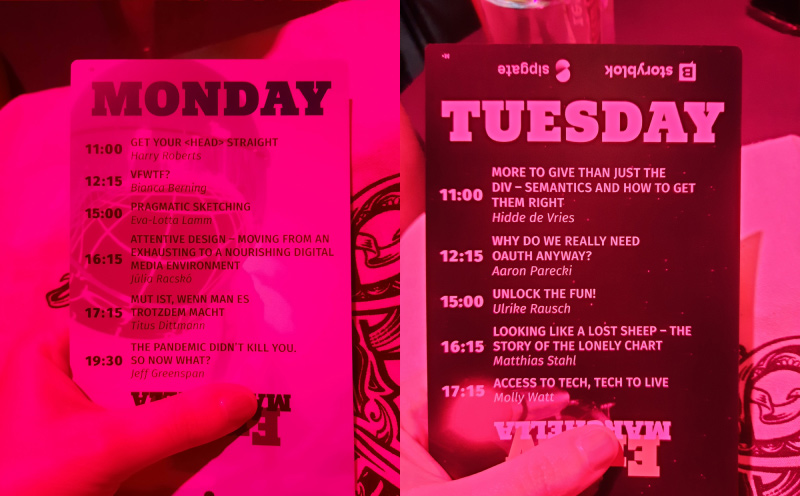 MONDAY
11:00 GET YOUR <HEAD> STRAIGHT
Harry Roberts
12:15 VFWTF?
Bianca Berning
15:00 PRAGMATIC SKETCHING
Eva-Lotta Lamm
16:15 ATTENTIVE DESIGN – MOVING FROM AN
EXHAUSTING TO A NOURISHING DIGITAL
MEDIA ENVIRONMENT
Júlia Racskó
17:15 MUT IST, WENN MAN ES
TROTZDEM MACHT
Titus Dittmann
19:30 THE PANDEMIC DIDN'T KILL YOU.
SO NOW WHAT?
Jeff Greenspan
sipgate
storyblok
TUESDAY
11:00 MORE TO GIVE THAN JUST THE
DIV – SEMANTICS AND HOW TO GET
THEM RIGHT
Hidde de Vries
12:15 WHY DO WE REALLY NEED
OAUTH ANYWAY?
Aaron Parecki
15:00 UNLOCK THE FUN!
Ulrike Rausch
16:15 LOOKING LIKE A LOST SHEEP – THE
STORY OF THE LONELY CHART
Matthias Stahl
17:15 ACCESS TO TECH, TECH TO LIVE
Molly Watt
MARCHELLA